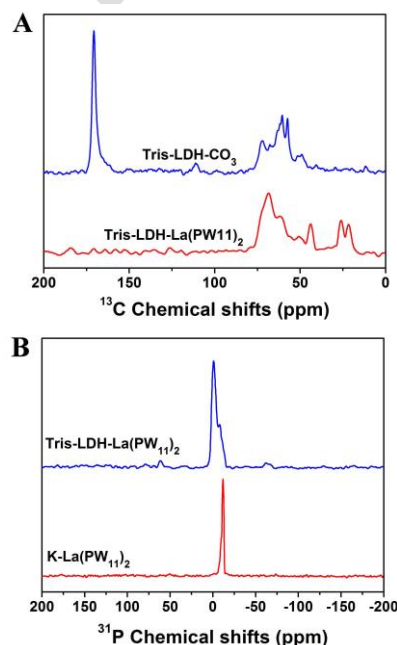 A
Tris-LDH-CO₃
Tris-LDH-La(PW11)₂
200 150 100 50 0
¹³C Chemical shifts (ppm)
B
Tris-LDH-La(PW₁₁)₂
K-La(PW₁₁)₂
200 150 100 50 0 -50 -100 -150 -200
³¹P Chemical shifts (ppm)